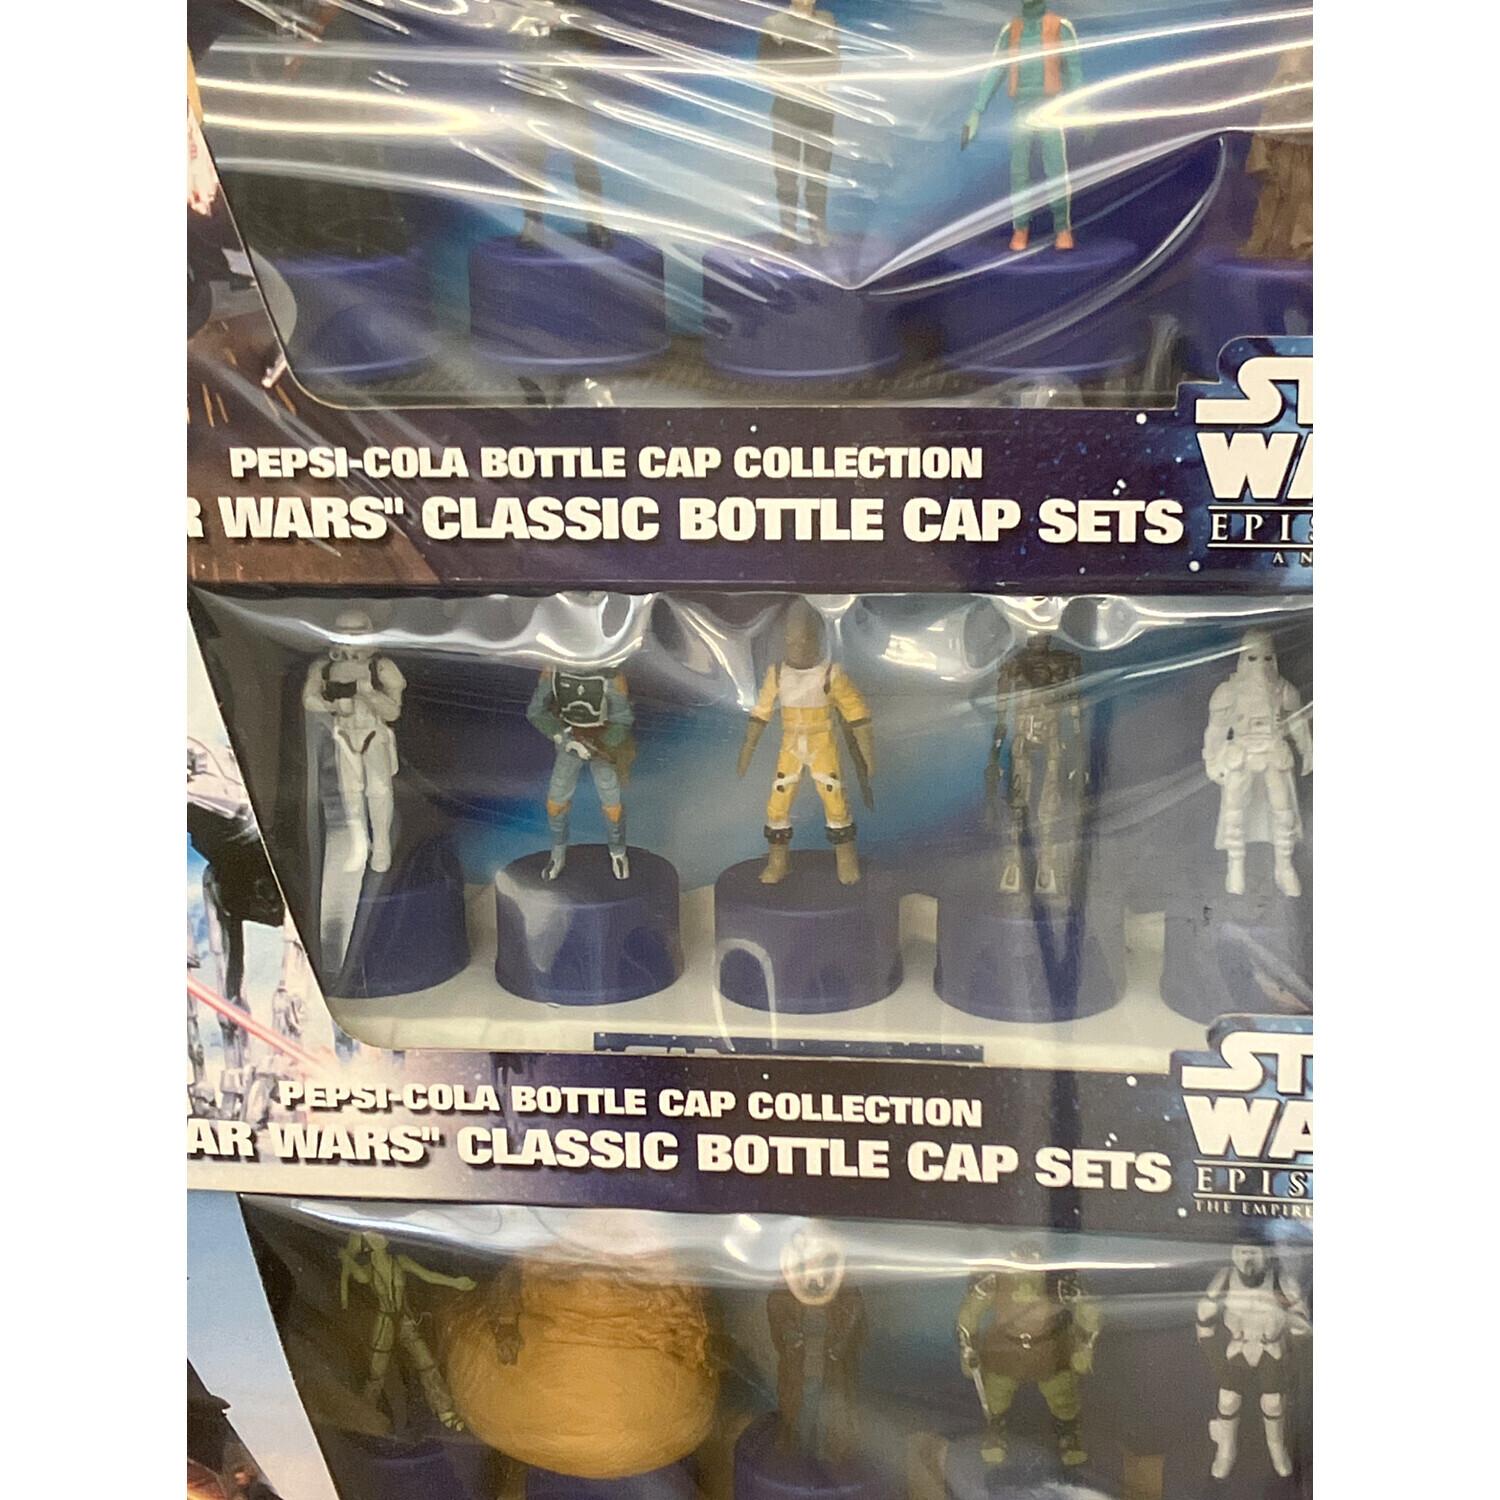 PEPSI-COLA BOTTLE CAP COLLECTION
R WARS" CLASSIC BOTTLE CAP SETS
ST
WA
EPIS
A N
PEPSI-COLA BOTTLE CAP COLLECTION
AR WARS" CLASSIC BOTTLE CAP SETS
ST
WA
EPIS
THE EMPIRE